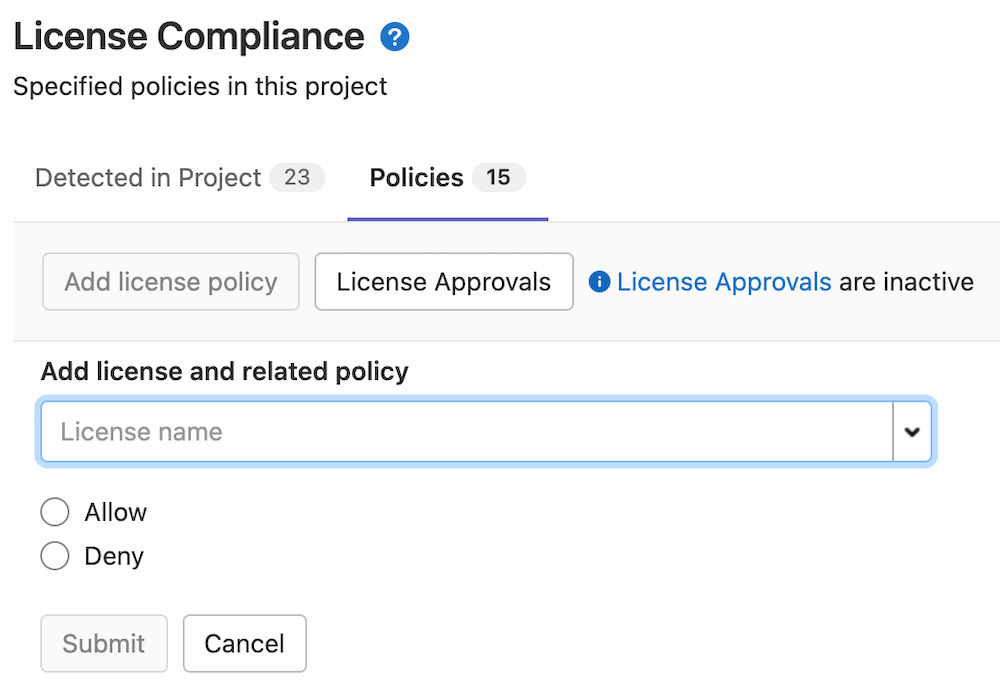 License Compliance ?
Specified policies in this project
Detected in Project 23 Policies 15
Add license policy License Approvals License Approvals are inactive
Add license and related policy
License name
Allow
Deny
Submit Cancel